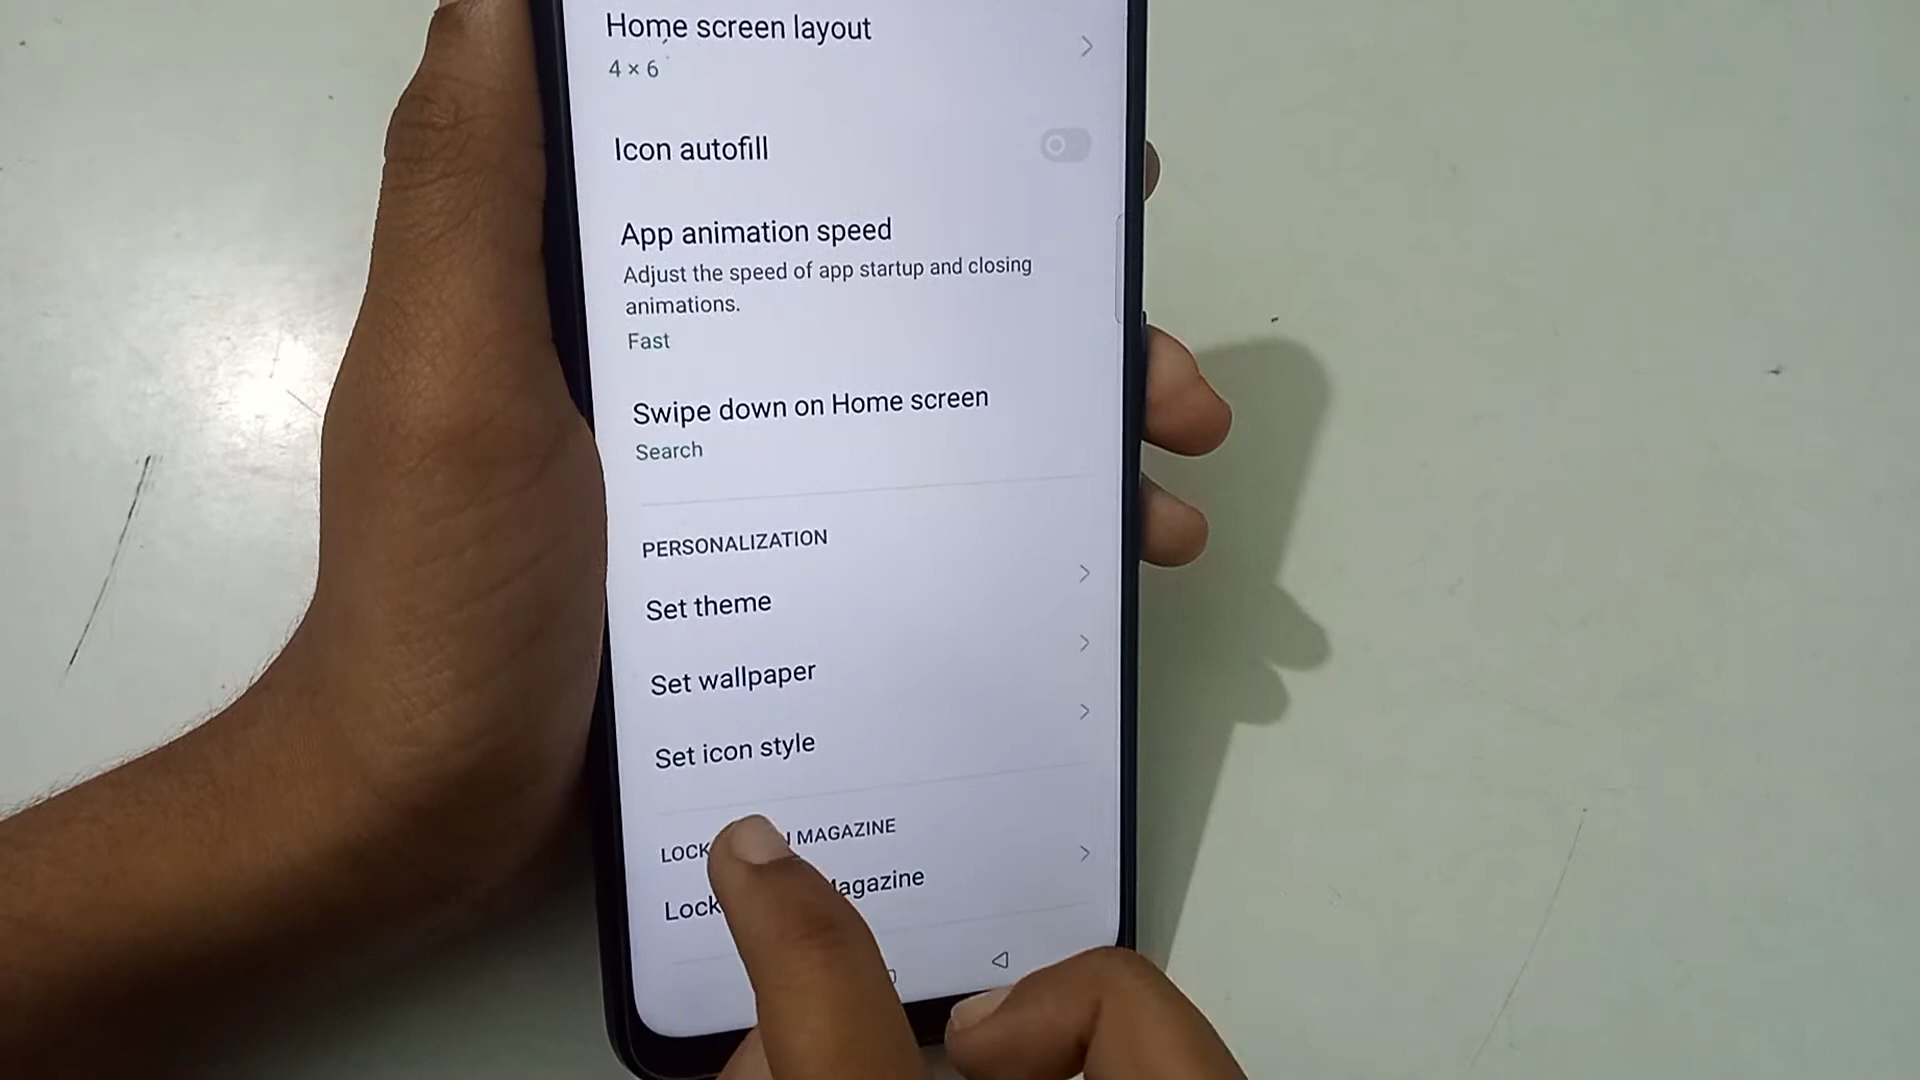 Home screen layout
4 × 6
Icon autofill
App animation speed
Adjust the speed of app startup and closing
animations.
Fast
Swipe down on Home screen
Search
PERSONALIZATION
Set theme
Set wallpaper
Set icon style
LOCK MAGAZINE
Lock agazine